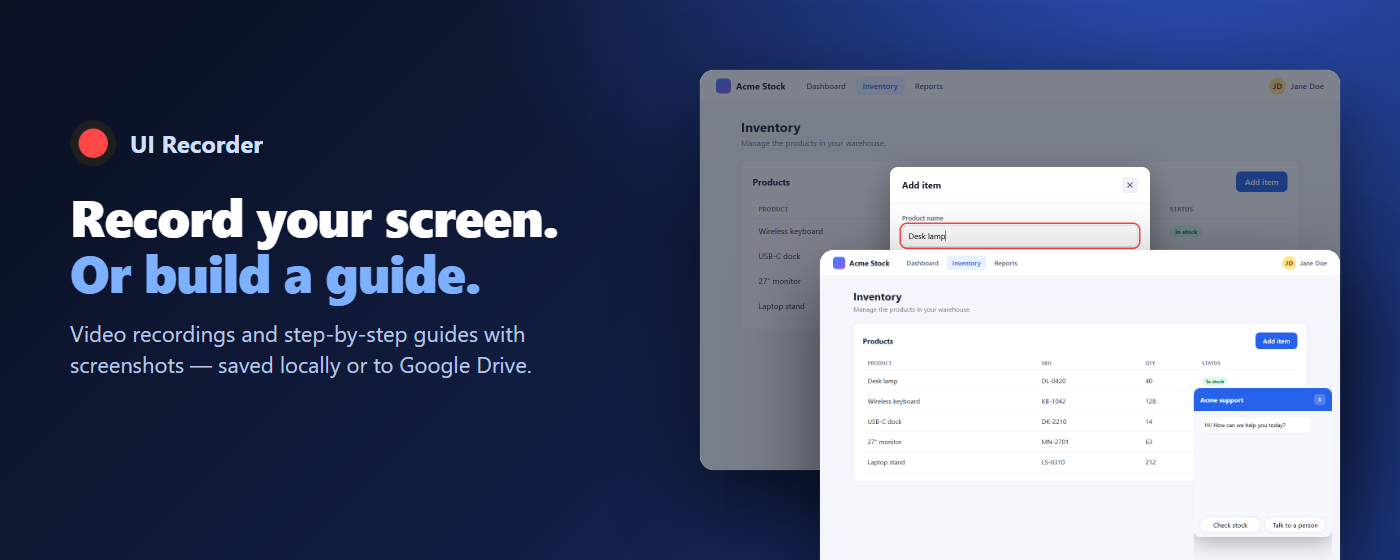 UI Recorder
Record your screen.
Or build a guide.
Video recordings and step-by-step guides with
screenshots — saved locally or to Google Drive.
Acme Stock Dashboard Inventory Reports JD Jane Doe
Inventory
Manage the products in your warehouse.
Products Add item
PRODUCT STATUS
Wireless keyboard In stock
USB-C dock
27" monitor
Laptop stand
Add item ✕
Product name
Desk lamp
Acme Stock Dashboard Inventory Reports JD Jane Doe
Inventory
Manage the products in your warehouse.
Products Add item
PRODUCT SKU QTY STATUS
Desk lamp DL-0420 40 In stock
Wireless keyboard KB-1042 128
USB-C dock DK-2210 14
27" monitor MN-2701 63
Laptop stand LS-0310 212
Acme support
Hi! How can we help you today?
Check stock Talk to a person